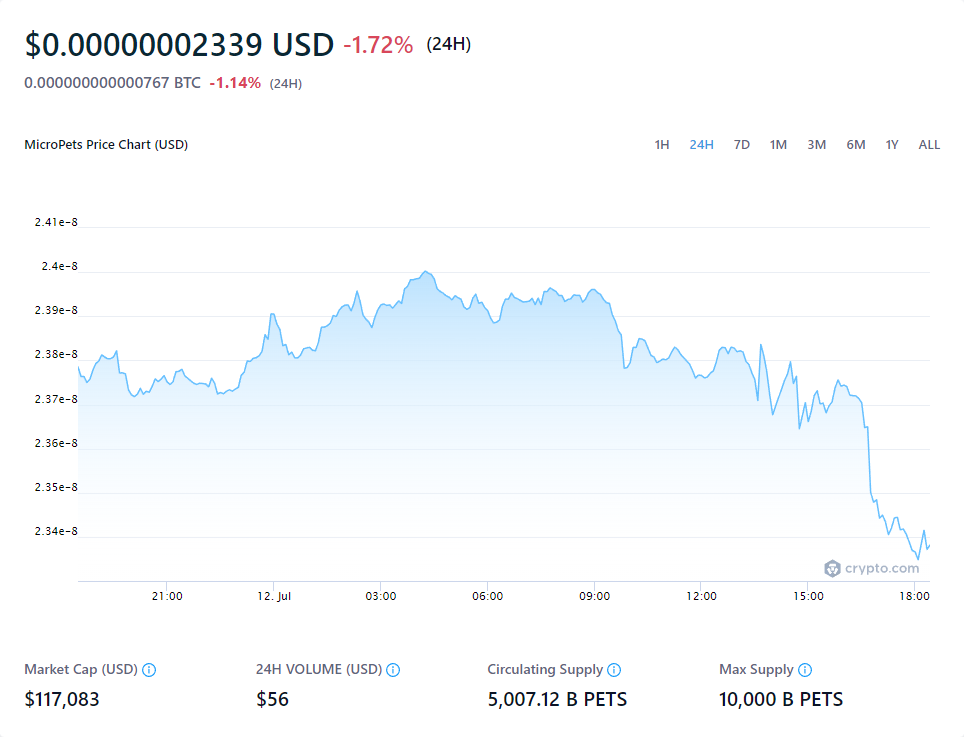 $0.00000002339 USD -1.72% (24H)
0.000000000000767 BTC -1.14% (24H)
MicroPets Price Chart (USD) 1H 24H 7D 1M 3M 6M 1Y ALL
2.41e-8
2.4e-8
2.39e-8
2.38e-8
2.37e-8
2.36e-8
2.35e-8
2.34e-8
crypto.com
21:00 12. Jul 03:00 06:00 09:00 12:00 15:00 18:00
Market Cap (USD) 24H VOLUME (USD) Circulating Supply Max Supply
$117,083 $56 5,007.12 B PETS 10,000 B PETS